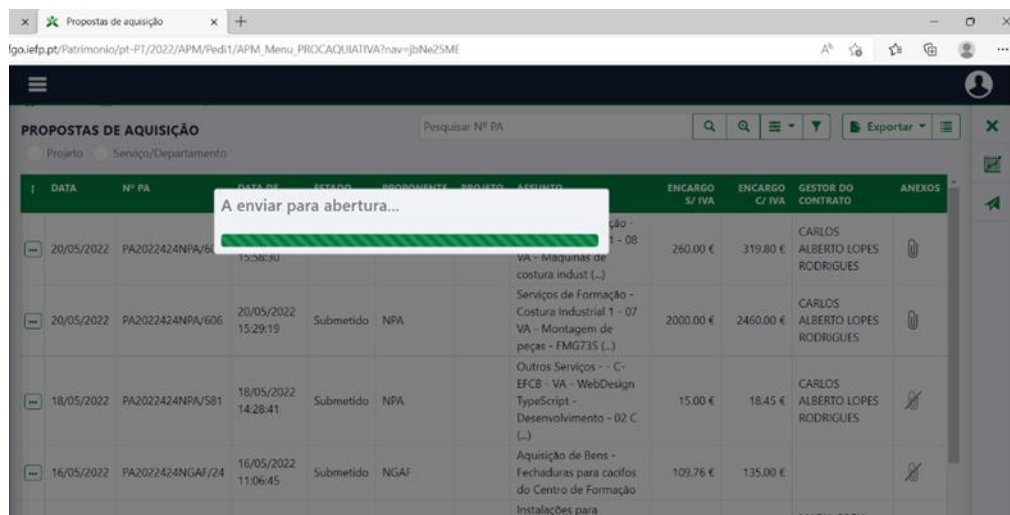 Propostas de aquisição
fgo.iefp.pt/Patrimonio/pt-PT/2022/APM/Pedi1/APM_Menu_PROCAQUIATIVA?nav=jbNe25ME
PROPOSTAS DE AQUISIÇÃO
Pesquisar Nº PA
Exportar
Projeto Serviço/Departamento
DATA Nº PA DATA DE ESTADO PROPONENTE PROJETO ASSUNTO ENCARGO S/ IVA ENCARGO C/ IVA GESTOR DO CONTRATO ANEXOS
A enviar para abertura...
20/05/2022 PA2022424NPA/60
15:58:30
ção -
1 - 08
VA - Máquinas de
costura indust (...)
260.00 € 319.80 €
CARLOS
ALBERTO LOPES
RODRIGUES
20/05/2022 PA2022424NPA/606
20/05/2022
15:29:19
Submetido NPA
Serviços de Formação -
Costura Industrial 1 - 07
VA - Montagem de
peças - FMG73S (...)
2000.00 € 2460.00 €
CARLOS
ALBERTO LOPES
RODRIGUES
18/05/2022 PA2022424NPA/581
18/05/2022
14:28:41
Submetido NPA
Outros Serviços - - C-
EFCB - VA - WebDesign
TypeScript -
Desenvolvimento - 02 C
(...)
15.00 € 18.45 €
CARLOS
ALBERTO LOPES
RODRIGUES
16/05/2022 PA2022424NGAF/24
16/05/2022
11:06:45
Submetido NGAF
Aquisição de Bens -
Fechaduras para cacifos
do Centro de Formação
109.76 € 135.00 €
Instalações para